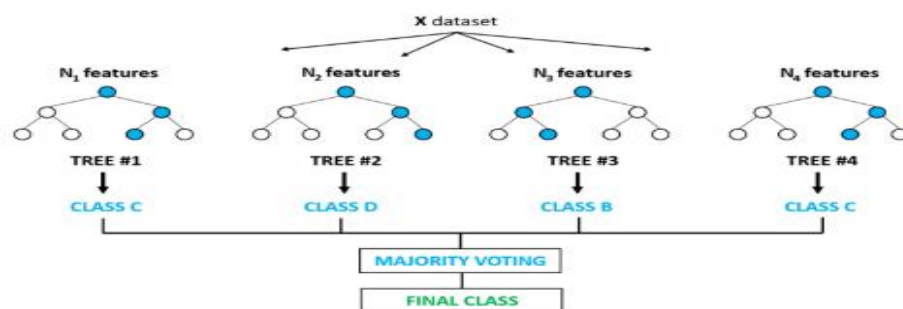 X dataset
N₁ features N₂ features N₃ features N₄ features
TREE #1 TREE #2 TREE #3 TREE #4
CLASS C CLASS D CLASS B CLASS C
MAJORITY VOTING
FINAL CLASS